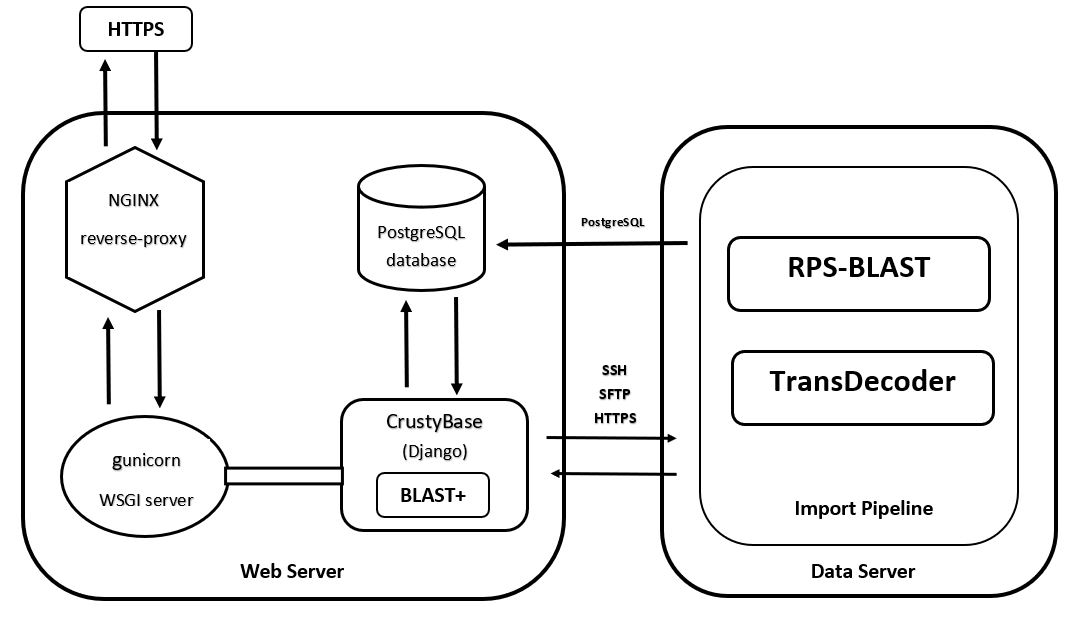 HTTPS
NGINX
reverse-proxy
PostgreSQL
database
gunicorn
WSGI server
CrustyBase
(Django)
BLAST+
Web Server
PostgreSQL
SSH
SFTP
HTTPS
RPS-BLAST
TransDecoder
Import Pipeline
Data Server